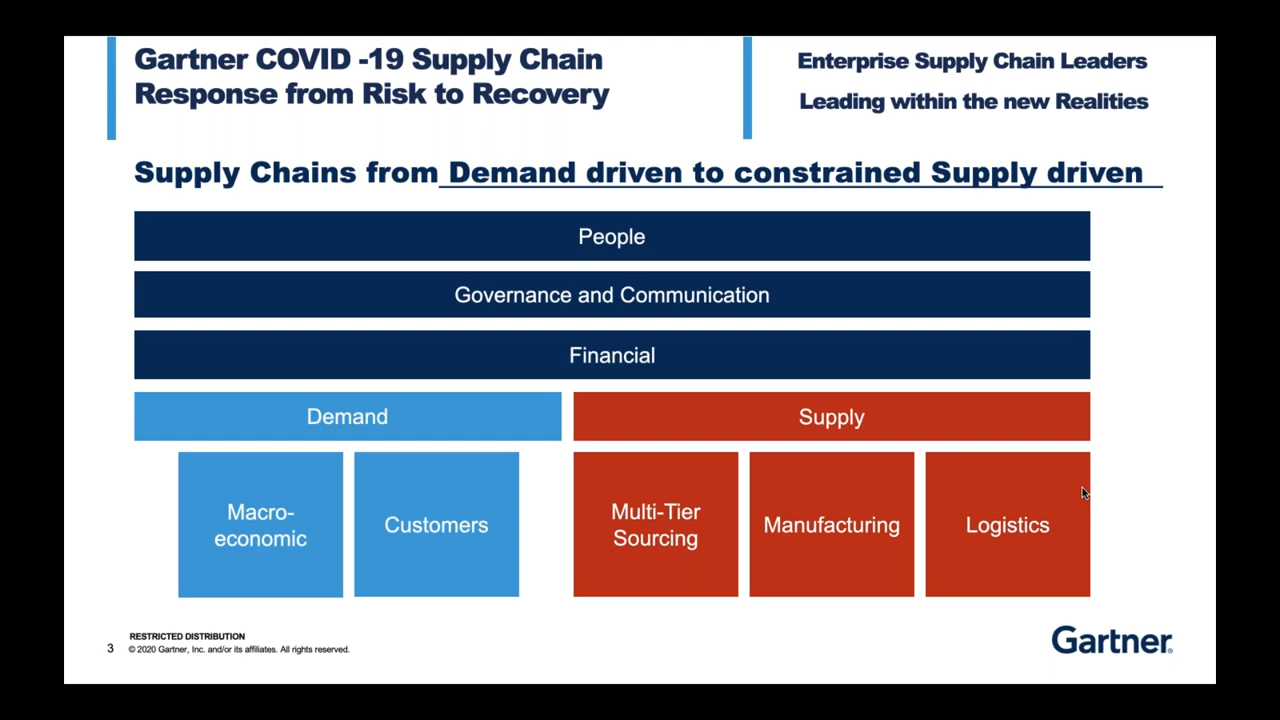 Gartner COVID -19 Supply Chain
Response from Risk to Recovery
Enterprise Supply Chain Leaders
Leading within the new Realities
Supply Chains from Demand driven to constrained Supply driven
People
Governance and Communication
Financial
Demand
Supply
Macro-
economic
Customers
Multi-Tier
Sourcing
Manufacturing
Logistics
RESTRICTED DISTRIBUTION
3 © 2020 Gartner, Inc. and/or its affiliates. All rights reserved.
Gartner®